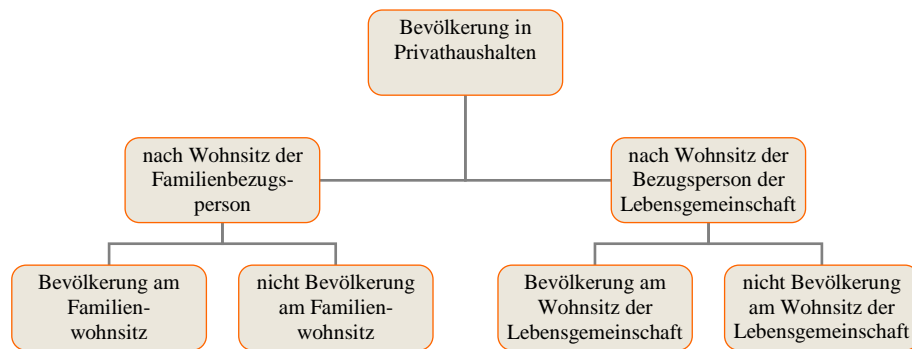 Bevölkerung in
Privathaushalten
nach Wohnsitz der
Familienbezugs-
person
nach Wohnsitz der
Bezugsperson der
Lebensgemeinschaft
Bevölkerung am
Familien-
wohnsitz
nicht Bevölkerung
am Familien-
wohnsitz
Bevölkerung am
Wohnsitz der
Lebensgemeinschaft
nicht Bevölkerung
am Wohnsitz der
Lebensgemeinschaft